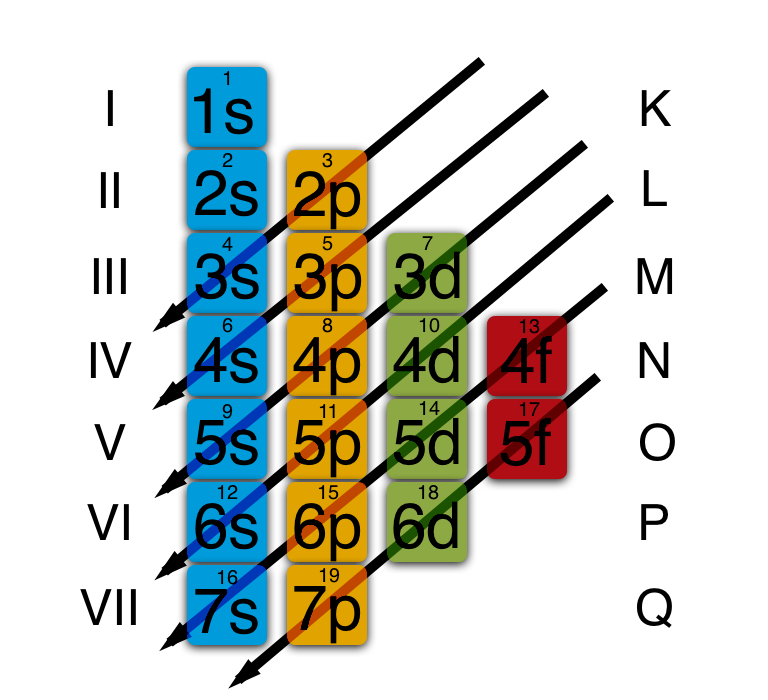 1
I 1s K
2 3
II 2s 2p L
4 5 7
III 3s 3p 3d M
6 8 10 13
IV 4s 4p 4d 4f N
9 11 14 17
V 5s 5p 5d 5f O
12 15 18
VI 6s 6p 6d P
16 19
VII 7s 7p Q